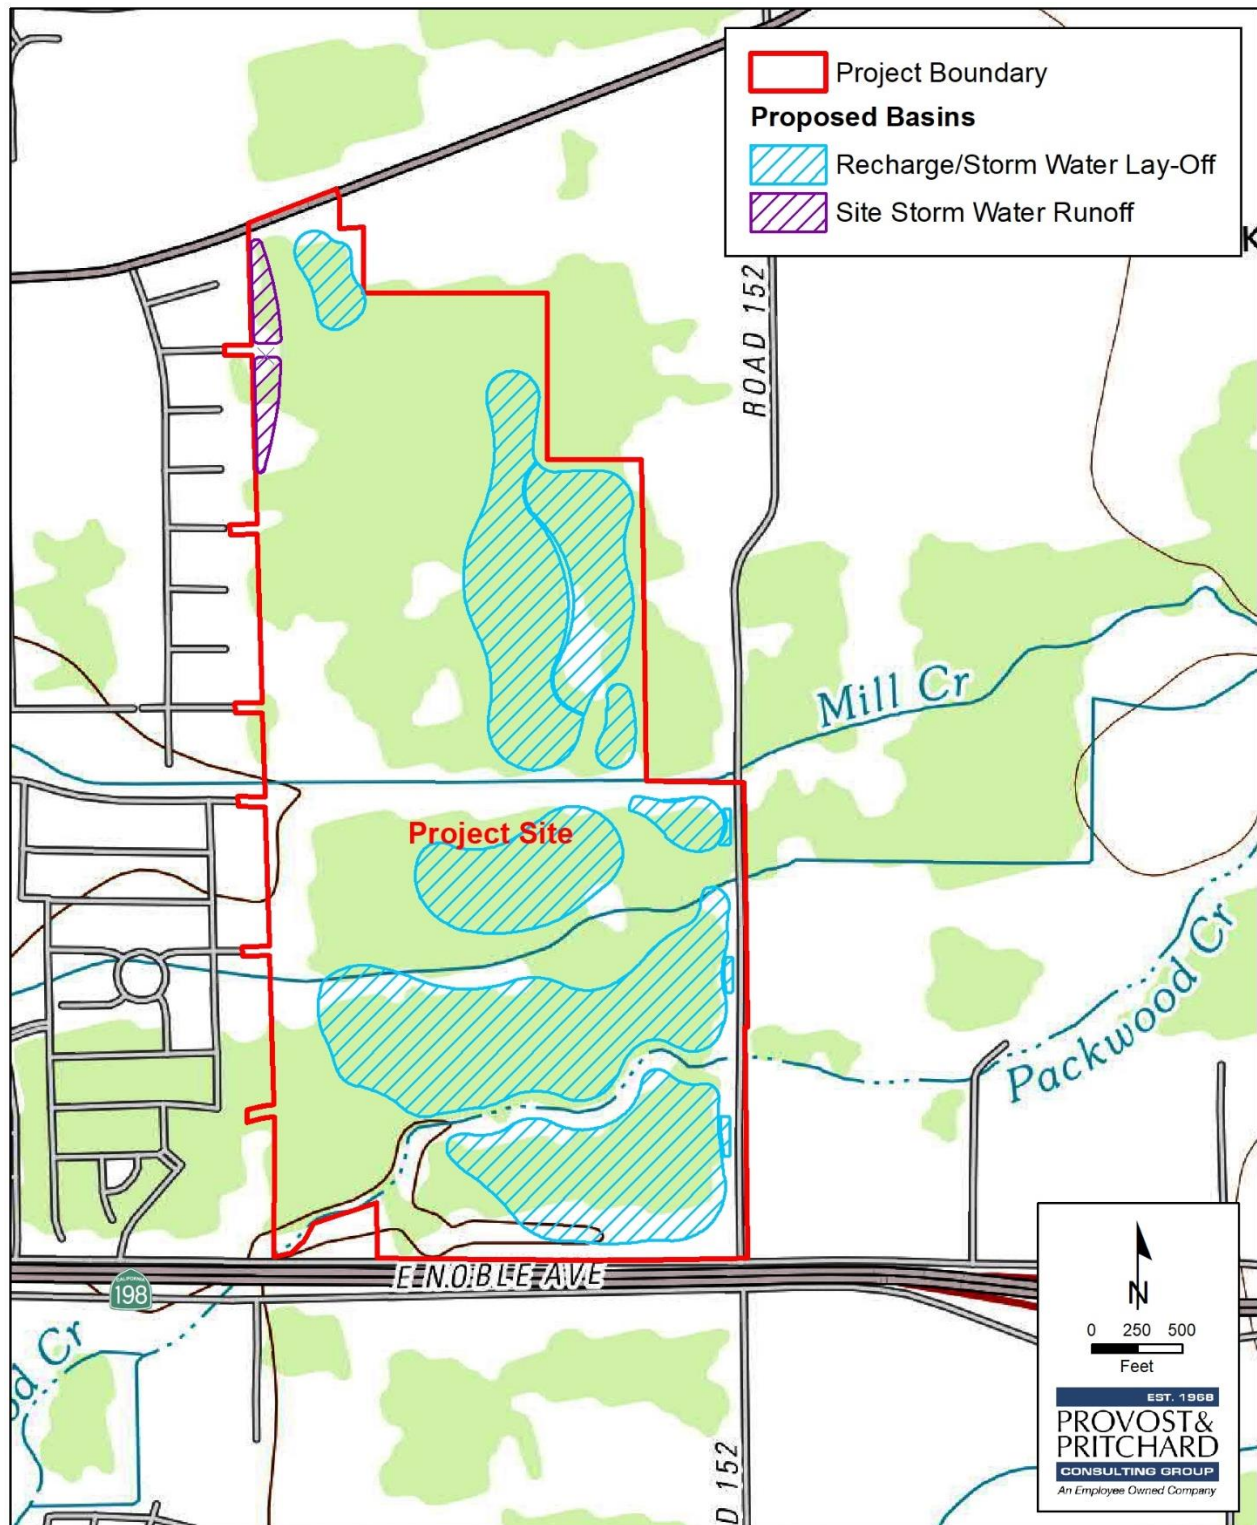 Project Boundary
Proposed Basins
Recharge/Storm Water Lay-Off
Site Storm Water Runoff
K
ROAD 152
Mill Cr
Project Site
Packwood Cr
E NOBLE AVE
CALIFORNIA
198
od Cr
D 152
N
0 250 500
Feet
EST. 1968
PROVOST&
PRITCHARD
CONSULTING GROUP
An Employee Owned Company